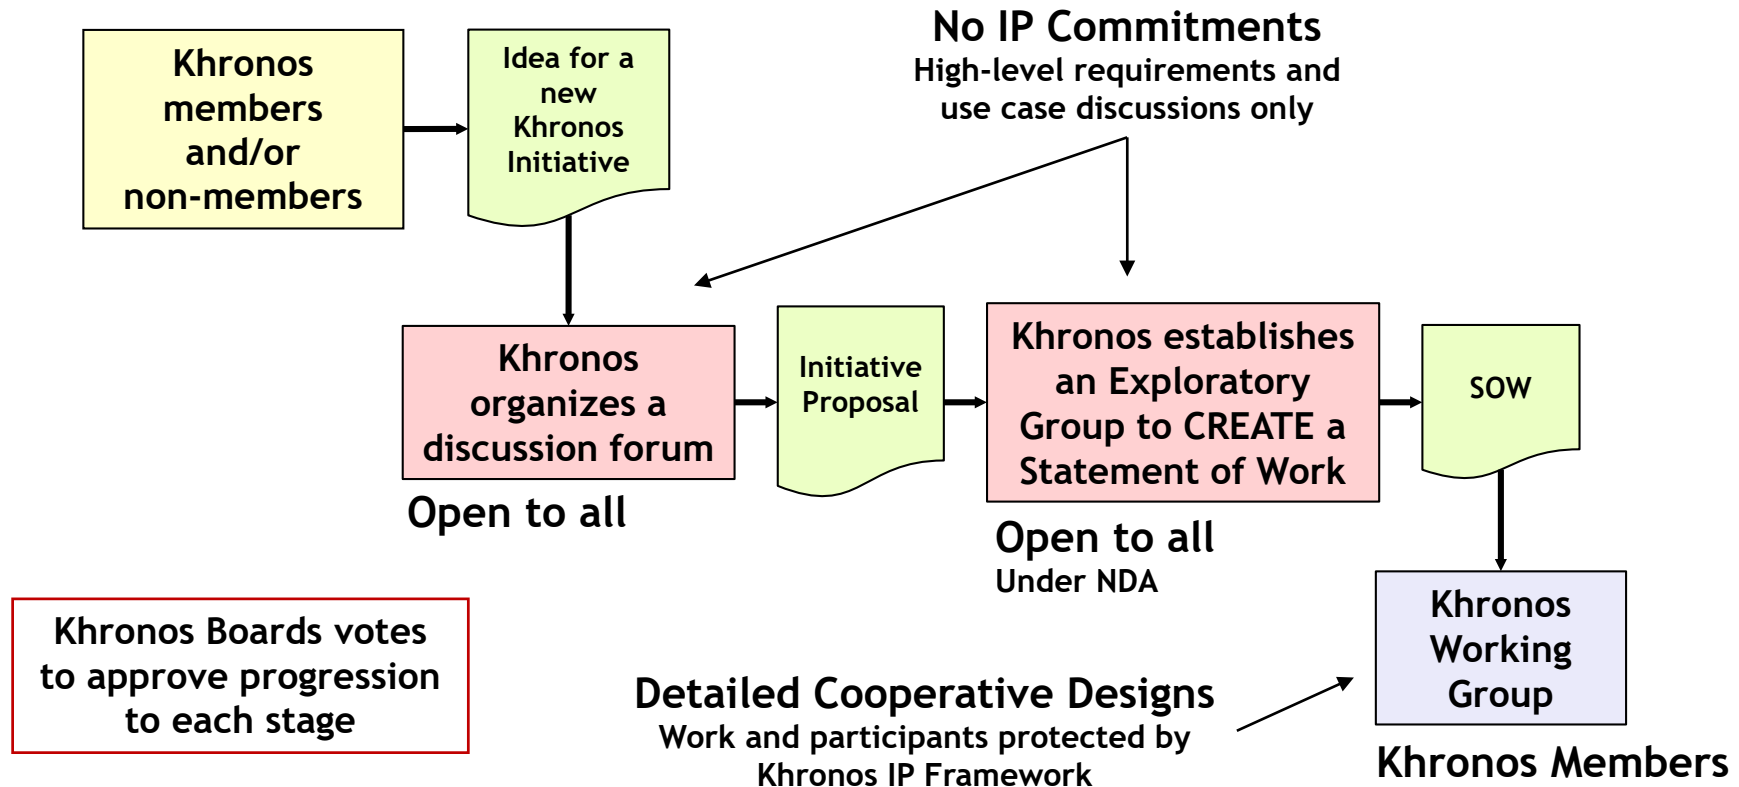 Khronos
members
and/or
non-members
Idea for a
new
Khronos
Initiative
No IP Commitments
High-level requirements and
use case discussions only
Khronos
organizes a
discussion forum
Open to all
Initiative
Proposal
Khronos establishes
an Exploratory
Group to CREATE a
Statement of Work
Open to all
Under NDA
SOW
Khronos Boards votes
to approve progression
to each stage
Detailed Cooperative Designs
Work and participants protected by
Khronos IP Framework
Khronos
Working
Group
Khronos Members